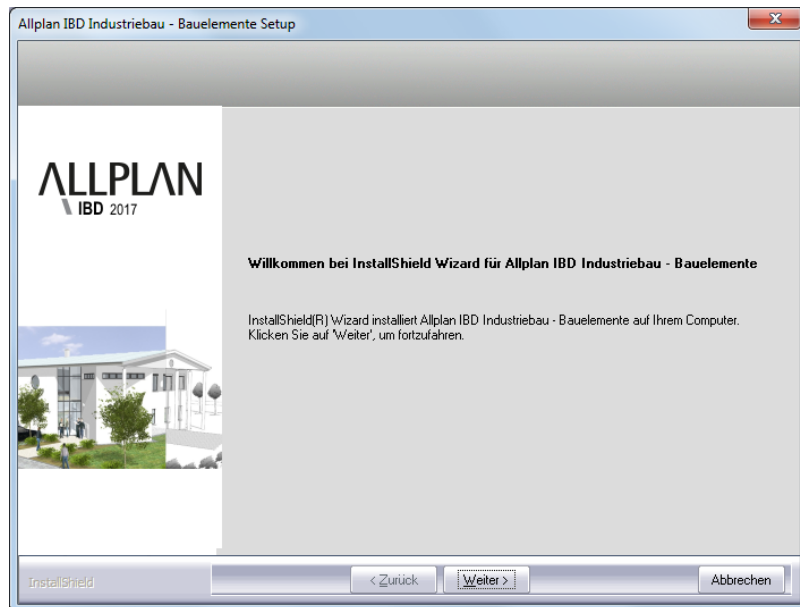 Allplan IBD Industriebau - Bauelemente Setup
ALLPLAN
IBD 2017
Willkommen bei InstallShield Wizard für Allplan IBD Industriebau - Bauelemente
InstallShield(R) Wizard installiert Allplan IBD Industriebau - Bauelemente auf Ihrem Computer.
Klicken Sie auf 'Weiter', um fortzufahren.
InstallShield
< Zurück
Weiter >
Abbrechen